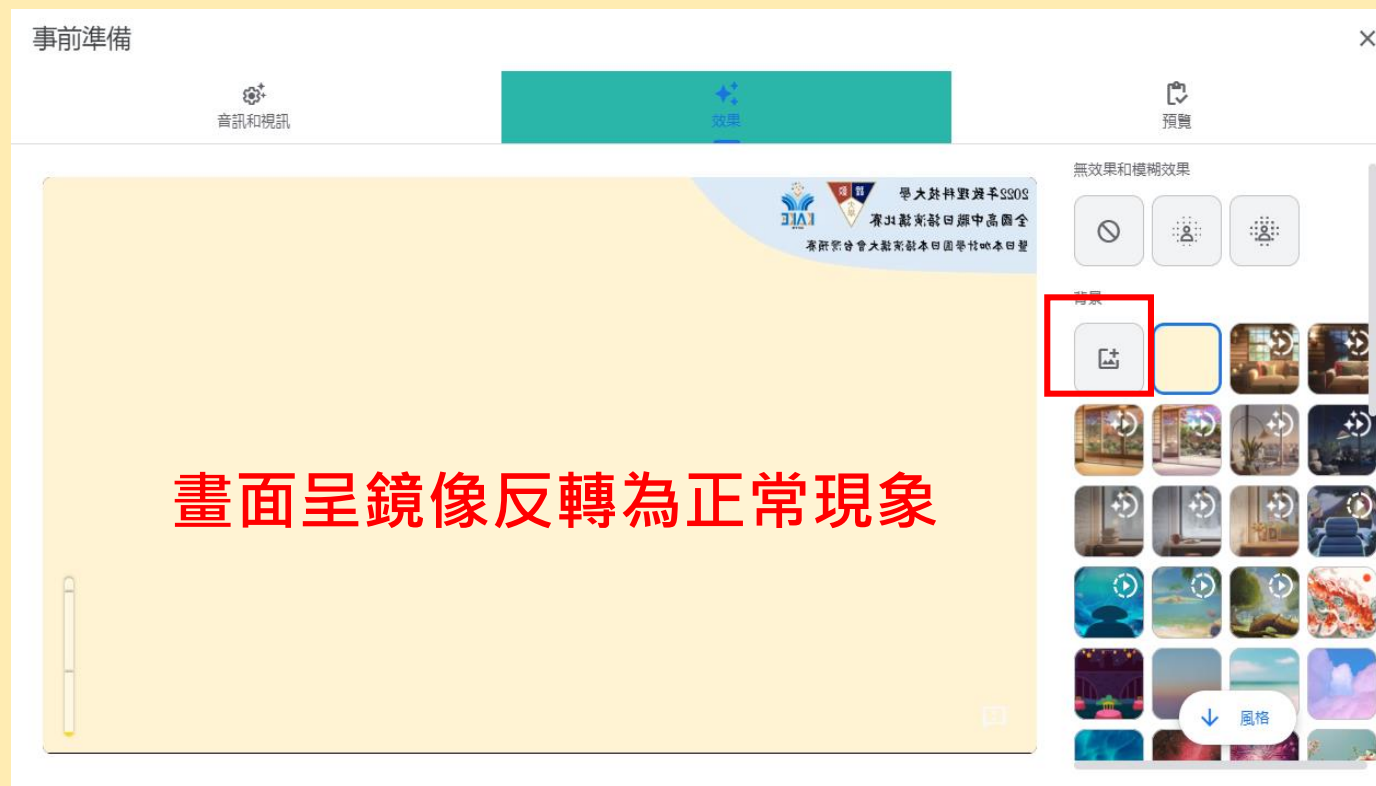 事前準備
音訊和視訊
效果
預覽
無效果和模糊效果
2022年致理科技大學
全國高中職日語演講比賽
暨日本吟詩學園日本語演講大會台灣預賽
背景
畫面呈鏡像反轉為正常現象
風格